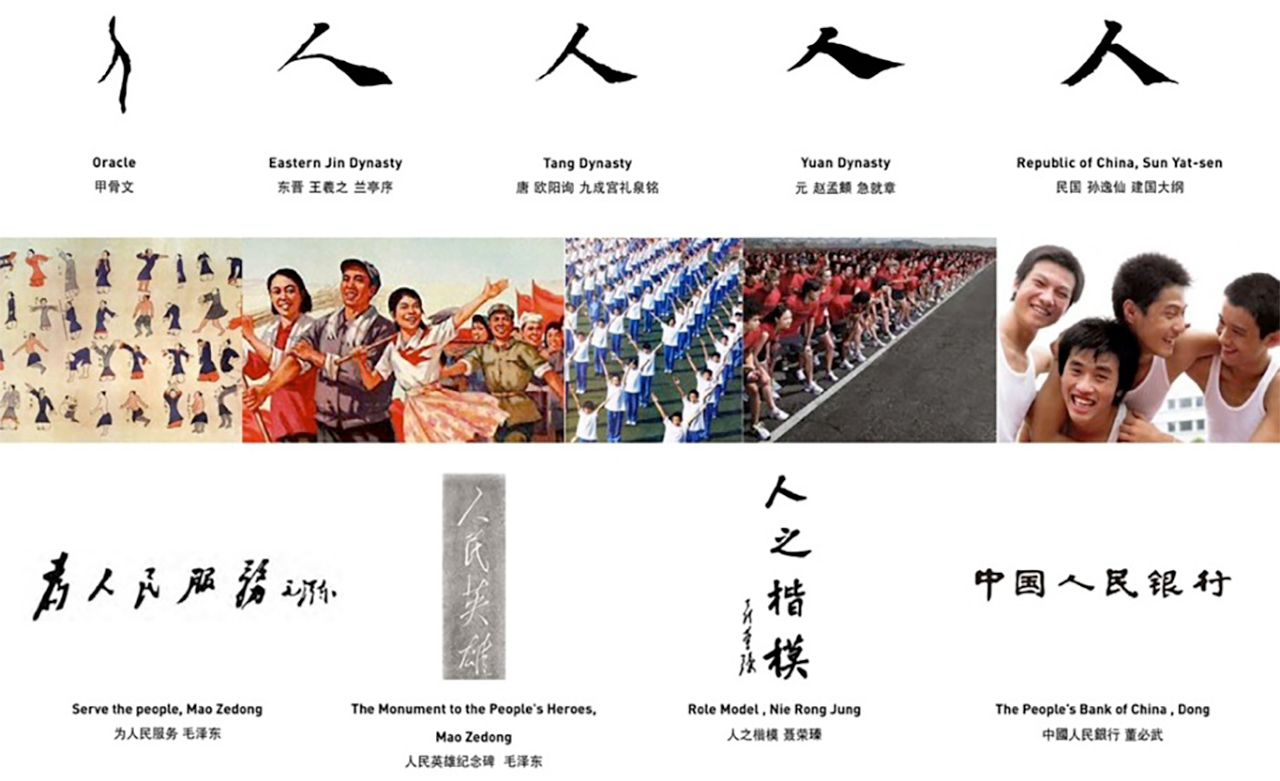 人
人
人
人
人
Oracle
甲骨文
Eastern Jin Dynasty
东晋 王羲之 兰亭序
Tang Dynasty
唐 欧阳询 九成宫礼泉铭
Yuan Dynasty
元 赵孟頫 急就章
Republic of China, Sun Yat-sen
民国 孙逸仙 建国大纲
为人民服务 毛泽东
人民英雄
人之楷模
聂荣臻
中国人民银行
Serve the people, Mao Zedong
为人民服务 毛泽东
The Monument to the People's Heroes,
Mao Zedong
人民英雄纪念碑 毛泽东
Role Model , Nie Rong Jung
人之楷模 聂荣臻
The People's Bank of China , Dong
中國人民銀行 董必武